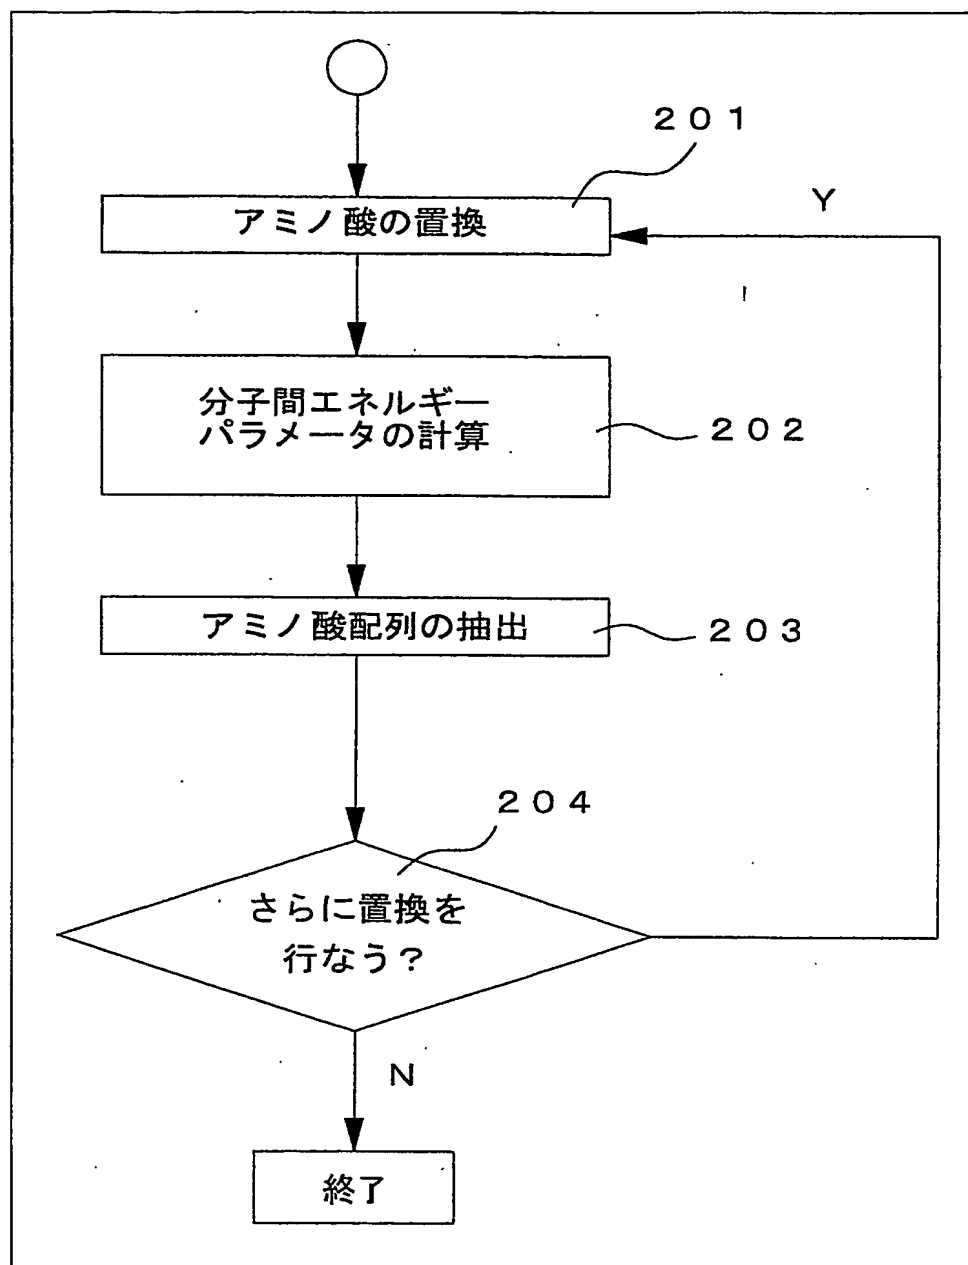 ２０１
Y
アミノ酸の置換
分子間エネルギー
パラメータの計算
２０２
アミノ酸配列の抽出
２０３
２０４
さらに置換を
行なう？
N
終了